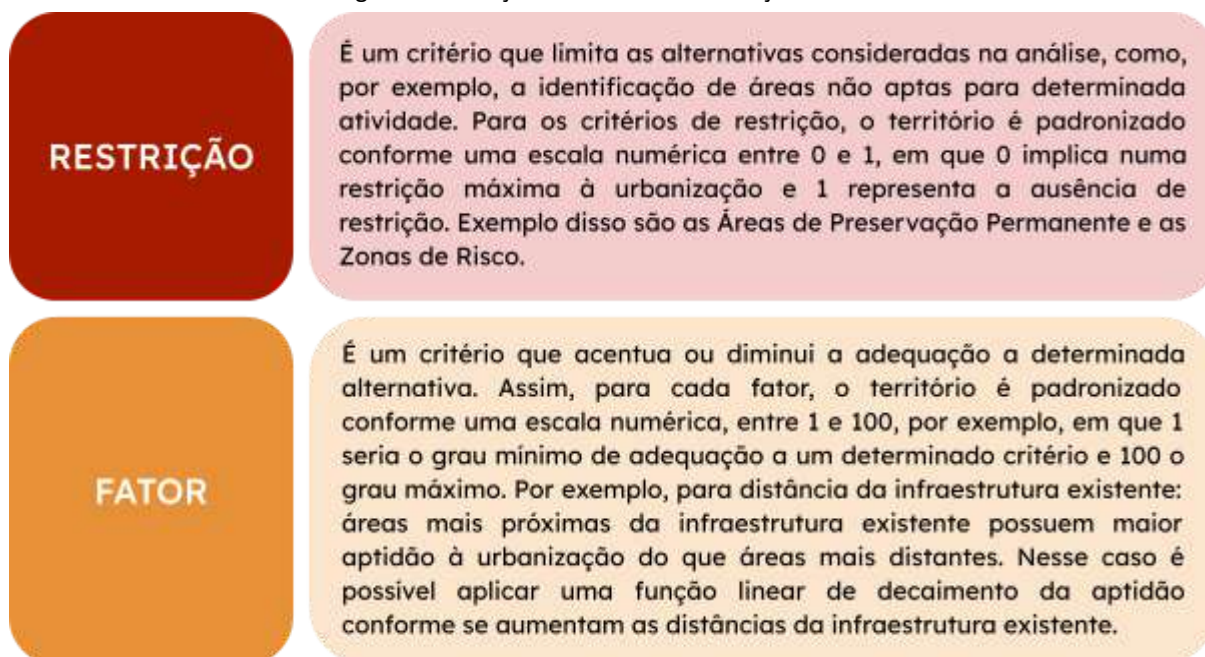 É um critério que limita as alternativas consideradas na análise, como,
por exemplo, a identificação de áreas não aptas para determinada
atividade. Para os critérios de restrição, o território é padronizado
RESTRIÇÃO
conforme uma escala numérica entre 0 e 1, em que 0 implica numa
restrição máxima à urbanização e 1 representa a ausência de
restrição. Exemplo disso são as Áreas de Preservação Permanente e as
Zonas de Risco.
É um critério que acentua ou diminui a adequação a determinada
alternativa. Assim, para cada fator, o território é padronizado
conforme uma escala numérica, entre 1 e 100, por exemplo, em que 1
seria o grau mínimo de adequação a um determinado critério e 100 o
FATOR
grau máximo. Por exemplo, para distância da infraestrutura existente:
áreas mais próximas da infraestrutura existente possuem maior
aptidão à urbanização do que áreas mais distantes. Nesse caso é
possível aplicar uma função linear de decaimento da aptidão
conforme se aumentam as distâncias da infraestrutura existente.